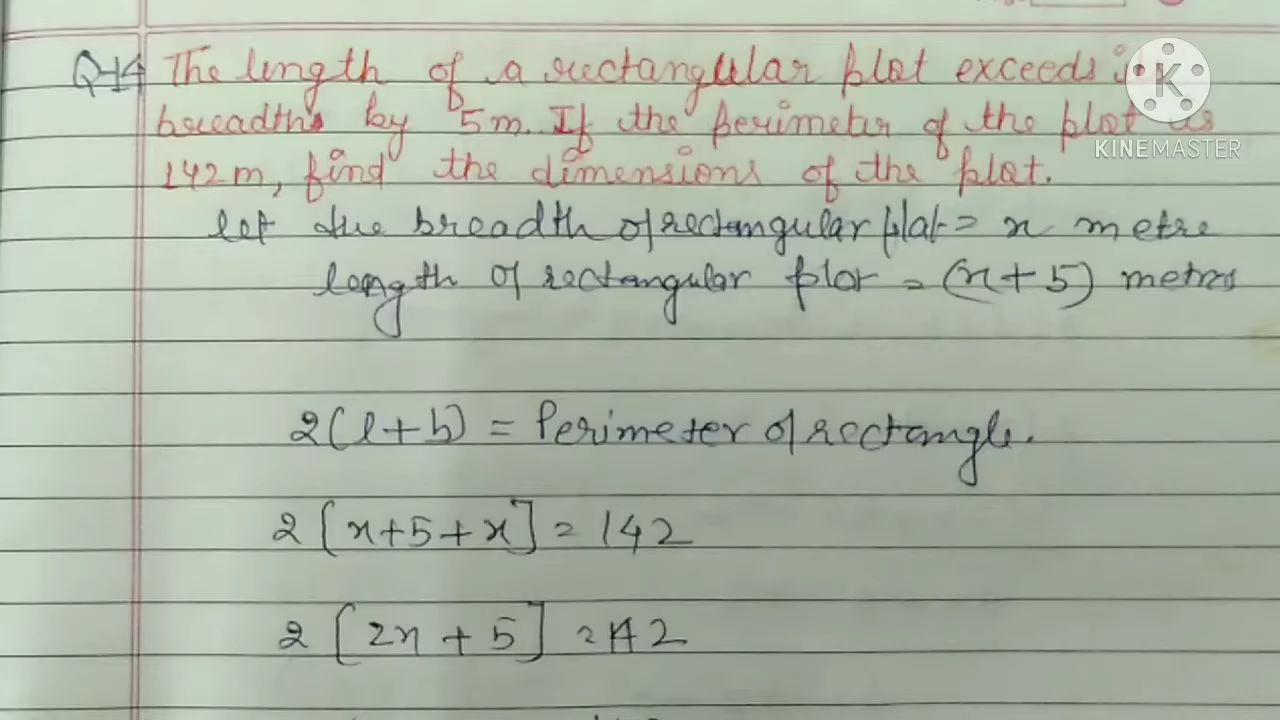 Q-14 The length of a rectangular plot exceeds
breadth by 5m. If the perimeter of the plot is
142m, find the dimensions of the plot.
let the breadth of rectangular plot = x metre
length of rectangular plot = (x + 5) metres
2(l+b) = Perimeter of rectangle.
2[x+5+x] = 142
2[2x + 5] = 142
K
KINEMASTER